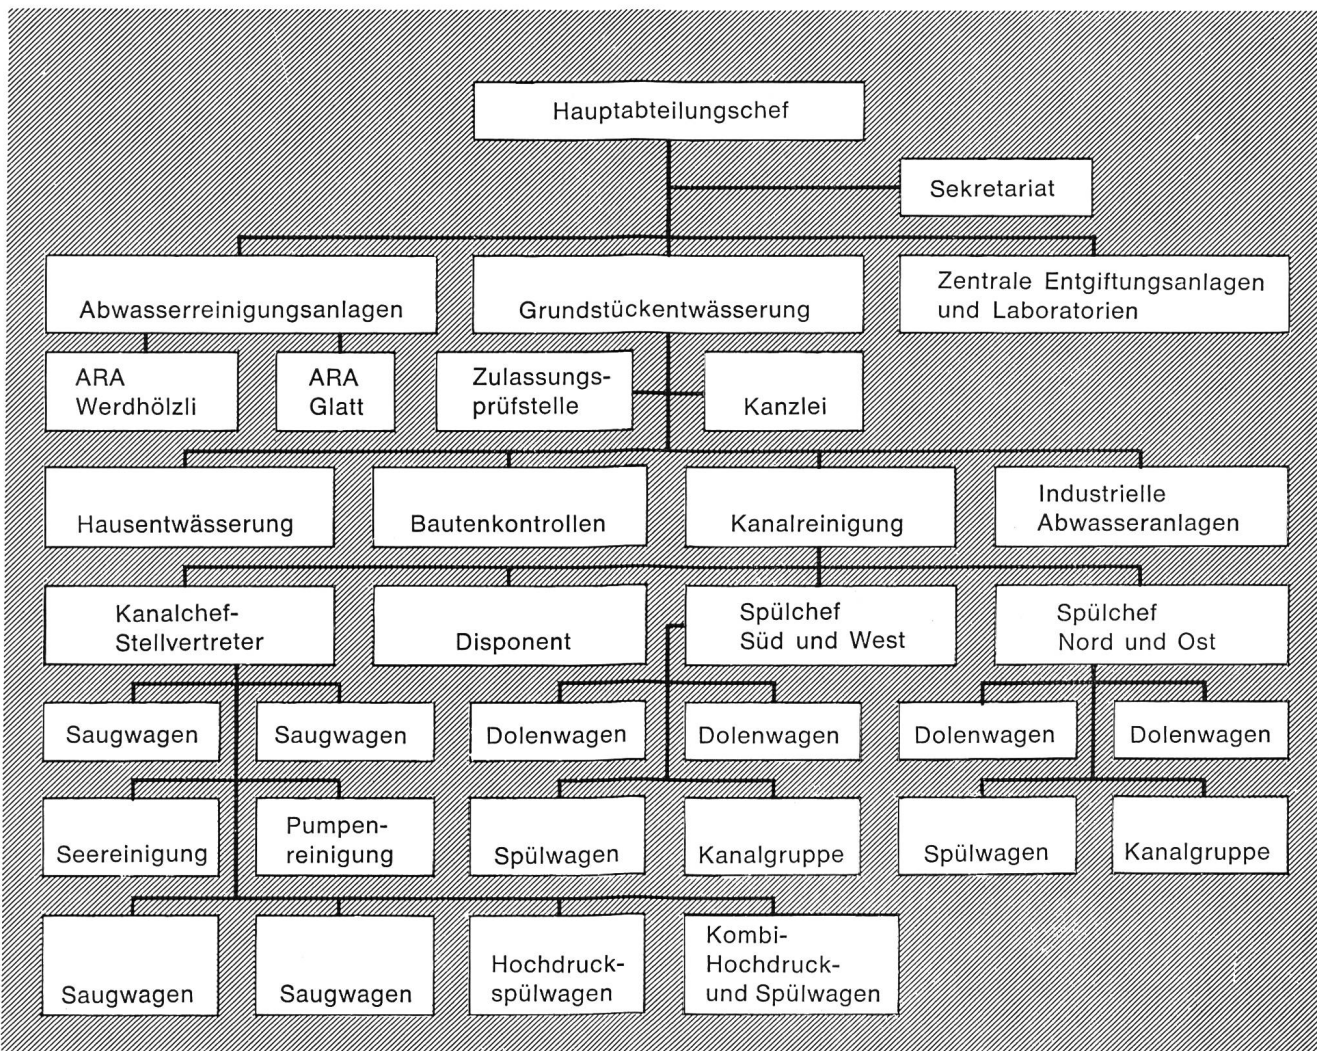 Hauptabteilungschef
Sekretariat
Abwasserreinigungsanlagen
Grundstückentwässerung
Zentrale Entgiftungsanlagen
und Laboratorien
ARA
Werdhölzli
ARA
Glatt
Zulassungs-
prüfstelle
Kanzlei
Hausentwässerung
Bautenkontrollen
Kanalreinigung
Industrielle
Abwasseranlagen
Kanalchef-
Stellvertreter
Disponent
Spülchef
Süd und West
Spülchef
Nord und Ost
Saugwagen
Saugwagen
Dolenwagen
Dolenwagen
Dolenwagen
Dolenwagen
Seereinigung
Pumpen-
reinigung
Spülwagen
Kanalgruppe
Spülwagen
Kanalgruppe
Saugwagen
Saugwagen
Hochdruck-
spülwagen
Kombi-
Hochdruck-
und Spülwagen